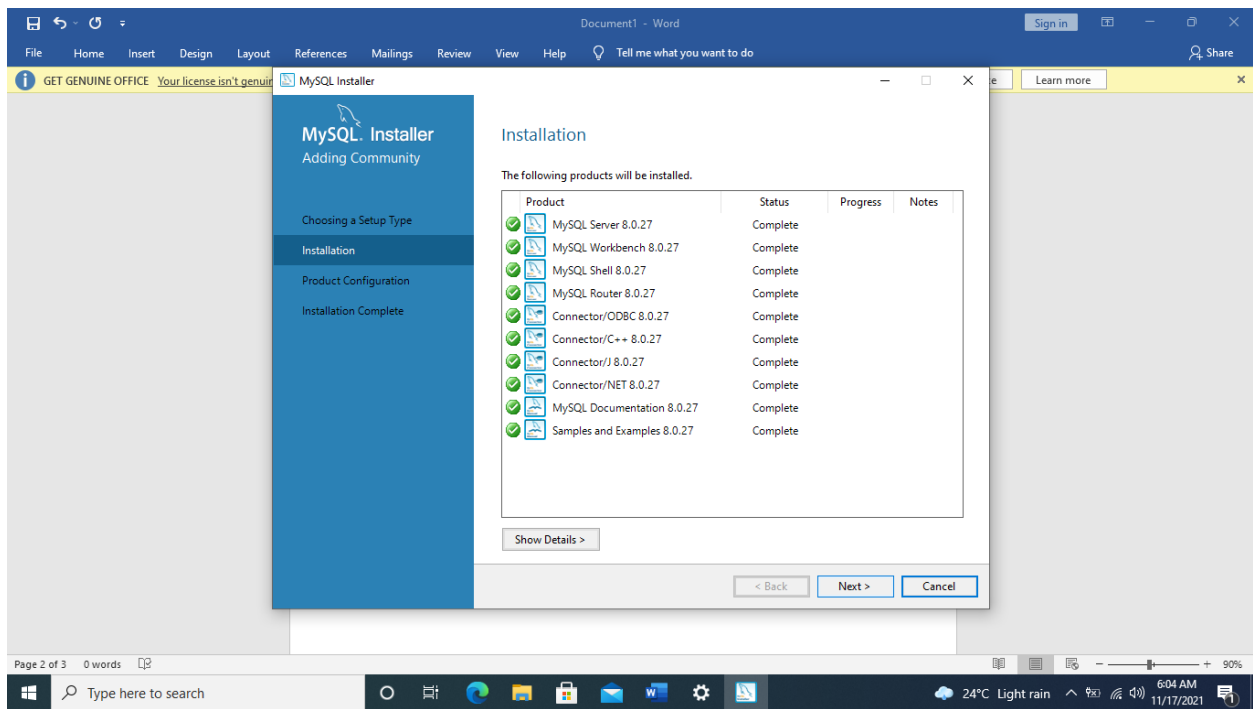 Document1 - Word
Sign in
File Home Insert Design Layout References Mailings Review View Help Tell me what you want to do Share
GET GENUINE OFFICE Your license isn't genuin
Learn more
MySQL Installer
MySQL. Installer
Adding Community
Choosing a Setup Type
Installation
Product Configuration
Installation Complete
Installation
The following products will be installed.
Product Status Progress Notes
MySQL Server 8.0.27 Complete
MySQL Workbench 8.0.27 Complete
MySQL Shell 8.0.27 Complete
MySQL Router 8.0.27 Complete
Connector/ODBC 8.0.27 Complete
Connector/C++ 8.0.27 Complete
Connector/J 8.0.27 Complete
Connector/NET 8.0.27 Complete
MySQL Documentation 8.0.27 Complete
Samples and Examples 8.0.27 Complete
Show Details >
< Back Next > Cancel
Page 2 of 3 0 words 90%
Type here to search
24°C Light rain
6:04 AM
11/17/2021